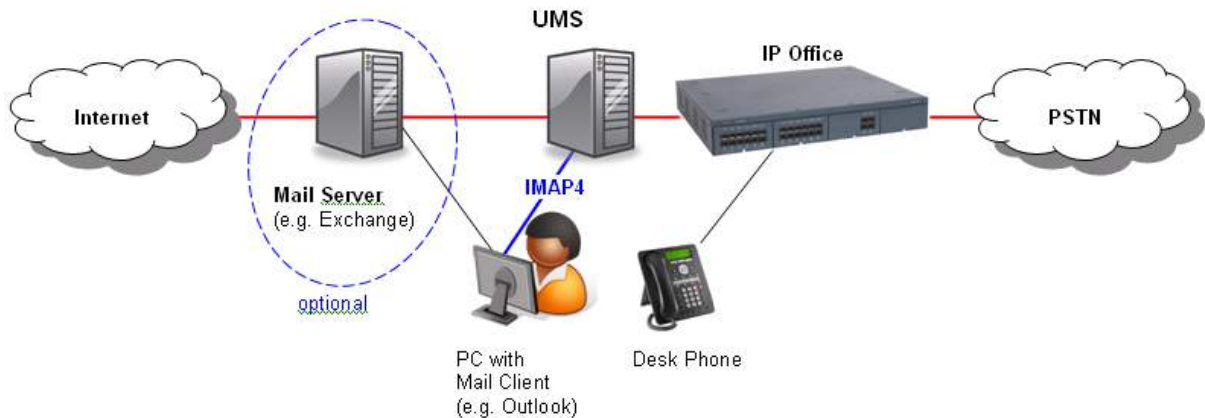 UMS
IP Office
Internet
PSTN
IMAP4
Mail Server
(e.g. Exchange)
optional
PC with
Mail Client
(e.g. Outlook)
Desk Phone